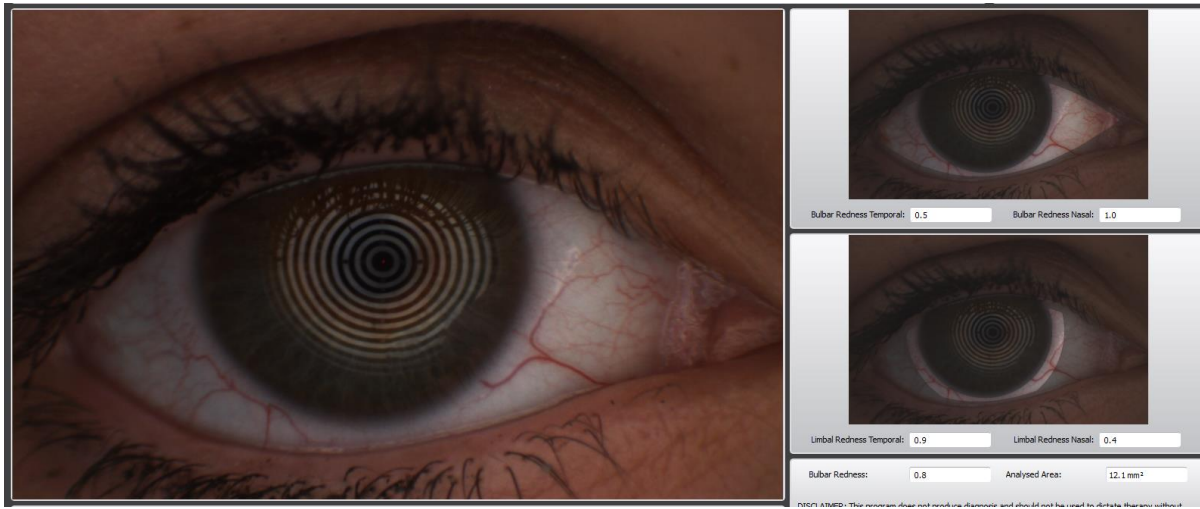 Bulbar Redness Temporal: 0.5 Bulbar Redness Nasal: 1.0
Limbal Redness Temporal: 0.9 Limbal Redness Nasal: 0.4
Bulbar Redness: 0.8 Analysed Area: 12.1 mm²
DISCLAIMER: This program does not produce diagnosis and should not be used to dictate therapy without